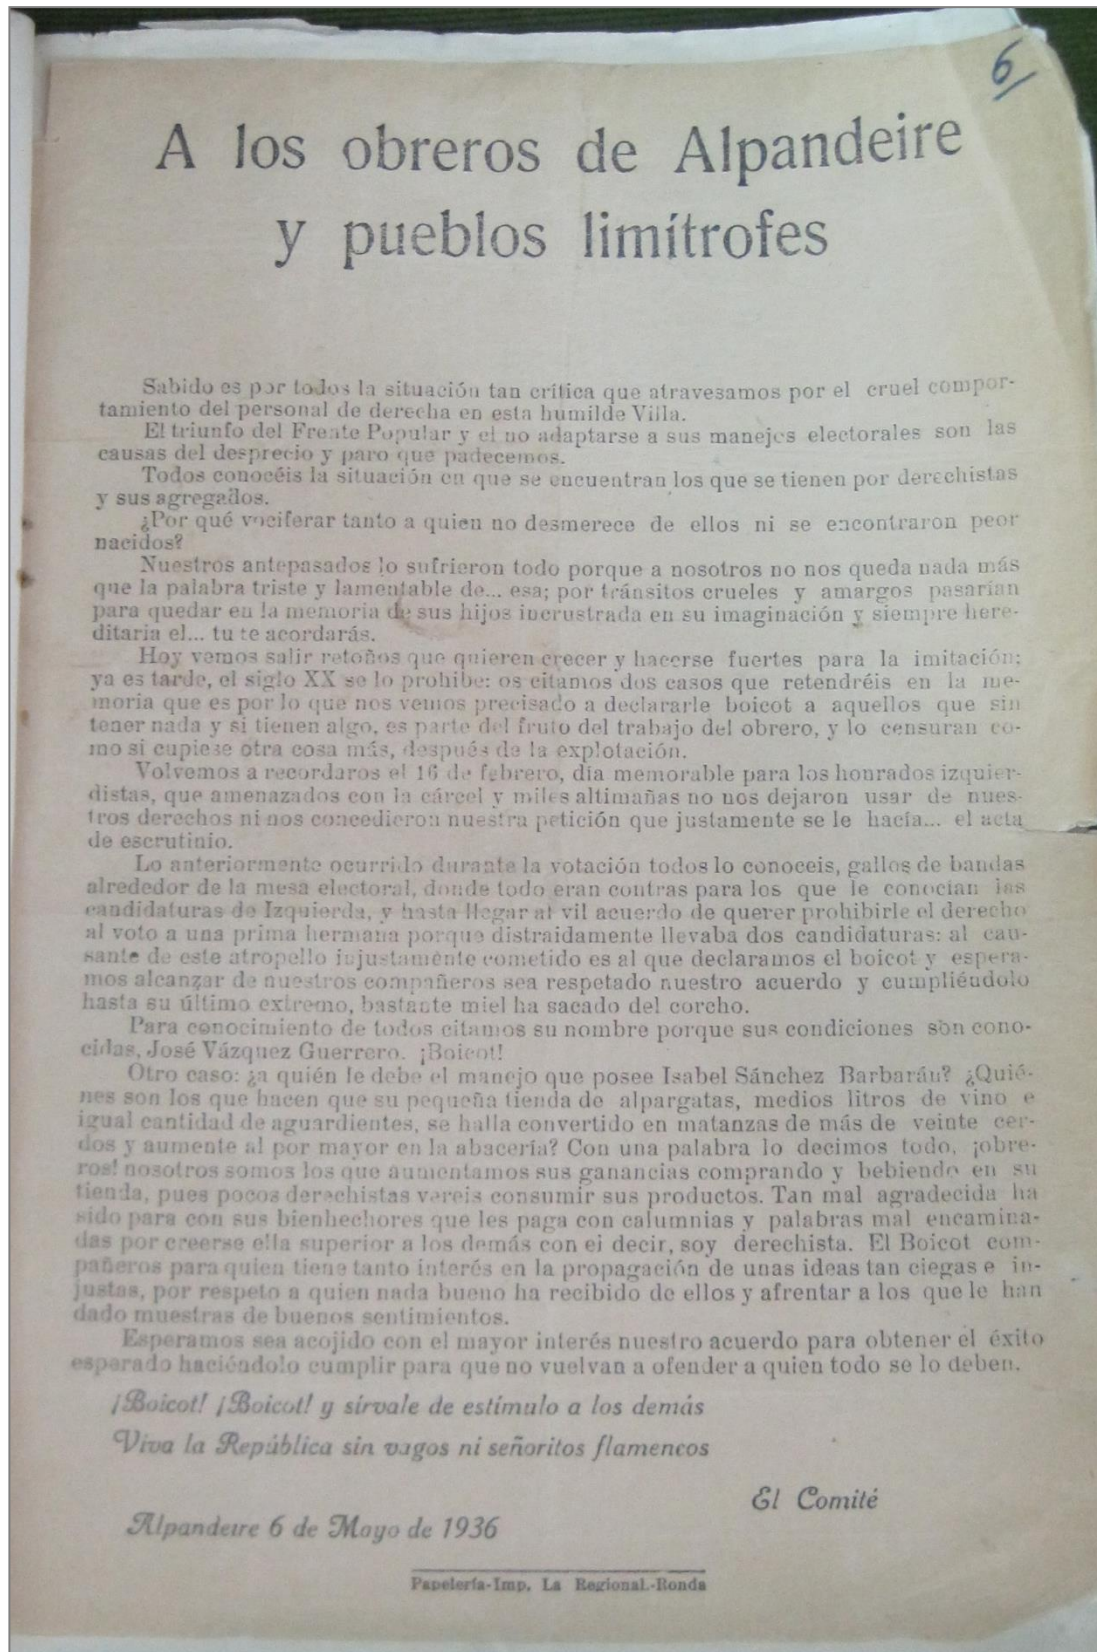 6
A los obreros de Alpandeire
y pueblos limítrofes
Sabido es por todos la situación tan crítica que atravesamos por el cruel compor-
tamiento del personal de derecha en esta humilde Villa.
El triunfo del Frente Popular y el no adaptarse a sus manejos electorales son las
causas del desprecio y paro que padecemos.
Todos conocéis la situación en que se encuentran los que se tienen por derechistas
y sus agregados.
¿Por qué vociferar tanto a quien no desmerece de ellos ni se encontraron peor
nacidos?
Nuestros antepasados lo sufrieron todo porque a nosotros no nos queda nada más
que la palabra triste y lamentable de... esa; por tránsitos crueles y amargos pasarían
para quedar en la memoria de sus hijos incrustrada en su imaginación y siempre here-
ditaria el... tu te acordarás.
Hoy vemos salir retoños que quieren crecer y hacerse fuertes para la imitación;
ya es tarde, el siglo XX se lo prohibe: os citamos dos casos que retendréis en la me-
moria que es por lo que nos vemos precisado a declararle boicot a aquellos que sin
tener nada y si tienen algo, es parte del fruto del trabajo del obrero, y lo censuran co-
mo si cupiese otra cosa más, después de la explotación.
Volvemos a recordaros el 16 de febrero, día memorable para los honrados izquier-
distas, que amenazados con la cárcel y miles altimañas no nos dejaron usar de nues-
tros derechos ni nos concedieron nuestra petición que justamente se le hacía... el acta
de escrutinio.
Lo anteriormente ocurrido durante la votación todos lo conoceis, gallos de bandas
alrededor de la mesa electoral, donde todo eran contras para los que le conocían las
candidaturas de Izquierda, y hasta llegar al vil acuerdo de querer prohibirle el derecho
al voto a una prima hermana porque distraidamente llevaba dos candidaturas: al cau-
sante de este atropello injustamente cometido es al que declaramos el boicot y espera-
mos alcanzar de nuestros compañeros sea respetado nuestro acuerdo y cumpliéndolo
hasta su último extremo, bastante miel ha sacado del corcho.
Para conocimiento de todos citamos su nombre porque sus condiciones son cono-
cidas, José Vázquez Guerrero. ¡Boicot!
Otro caso: ¿a quién le debe el manejo que posee Isabel Sánchez Barbarán? ¿Quié-
nes son los que hacen que su pequeña tienda de alpargatas, medios litros de vino e
igual cantidad de aguardientes, se halla convertido en matanzas de más de veinte cer-
dos y aumente al por mayor en la abacería? Con una palabra lo decimos todo, ¡obre-
ros! nosotros somos los que aumentamos sus ganancias comprando y bebiendo en su
tienda, pues pocos derechistas vereis consumir sus productos. Tan mal agradecida ha
sido para con sus bienhechores que les paga con calumnias y palabras mal encamina-
das por creerse ella superior a los demás con el decir, soy derechista. El Boicot com-
pañeros para quien tiene tanto interés en la propagación de unas ideas tan ciegas e in-
justas, por respeto a quien nada bueno ha recibido de ellos y afrentar a los que le han
dado muestras de buenos sentimientos.
Esperamos sea acojido con el mayor interés nuestro acuerdo para obtener el éxito
esperado haciéndolo cumplir para que no vuelvan a ofender a quien todo se lo deben.
¡Boicot! ¡Boicot! y sírvale de estímulo a los demás
Viva la República sin vagos ni señoritos flamencos
El Comité
Alpandeire 6 de Mayo de 1936
Papelería-Imp. La Regional.-Ronda